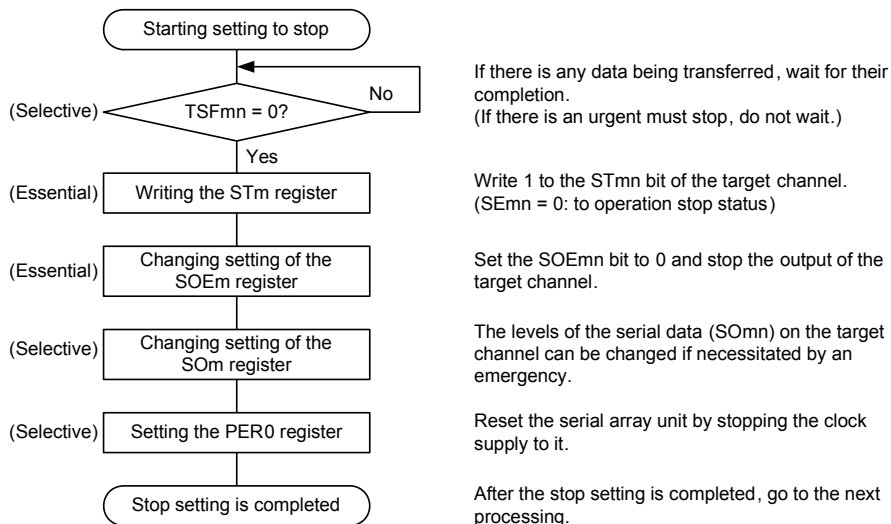 Starting setting to stop
If there is any data being transferred, wait for their
completion.
(If there is an urgent must stop, do not wait.)
(Selective)
TSFmn = 0?
No
Yes
(Essential)
Writing the STm register
Write 1 to the STmn bit of the target channel.
(SEmn = 0: to operation stop status)
(Essential)
Changing setting of the
SOEm register
Set the SOEmn bit to 0 and stop the output of the
target channel.
(Selective)
Changing setting of the
SOm register
The levels of the serial data (SOmn) on the target
channel can be changed if necessitated by an
emergency.
(Selective)
Setting the PER0 register
Reset the serial array unit by stopping the clock
supply to it.
Stop setting is completed
After the stop setting is completed, go to the next
processing.